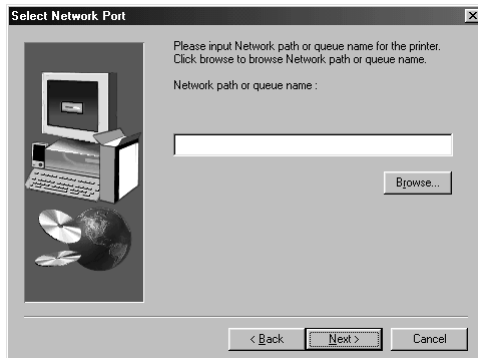 Select Network Port
Please input Network path or queue name for the printer.
Click browse to browse Network path or queue name.
Network path or queue name :
Browse...
< Back
Next >
Cancel